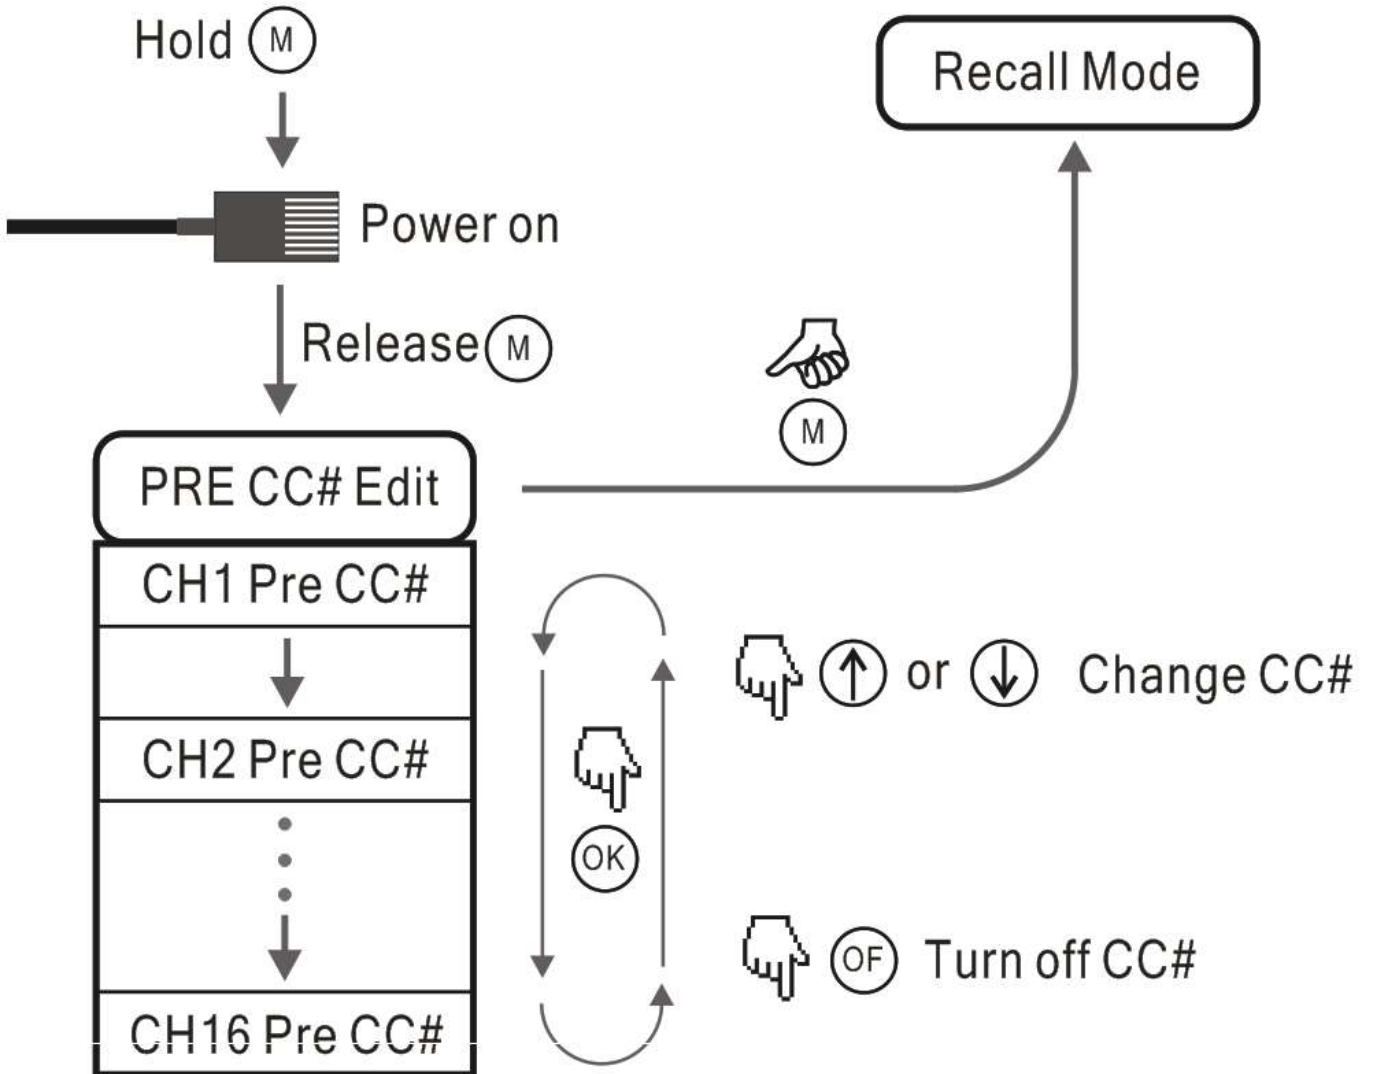 Hold M
Recall Mode
Power on
Release M
M
PRE CC# Edit
CH1 Pre CC#
↑ or ↓ Change CC#
CH2 Pre CC#
OK
OF Turn off CC#
CH16 Pre CC#